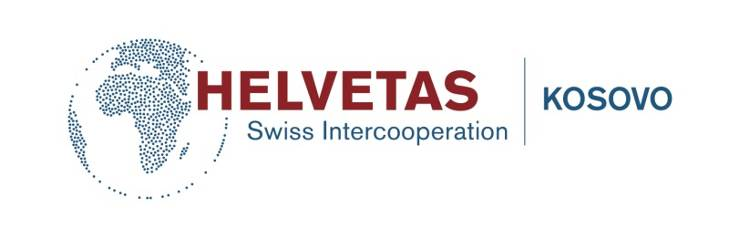 HELVETAS
Swiss Intercooperation
KOSOVO